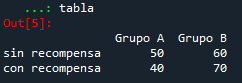 ...: tabla
Out[5]:
Grupo A Grupo B
sin recompensa 50 60
con recompensa 40 70